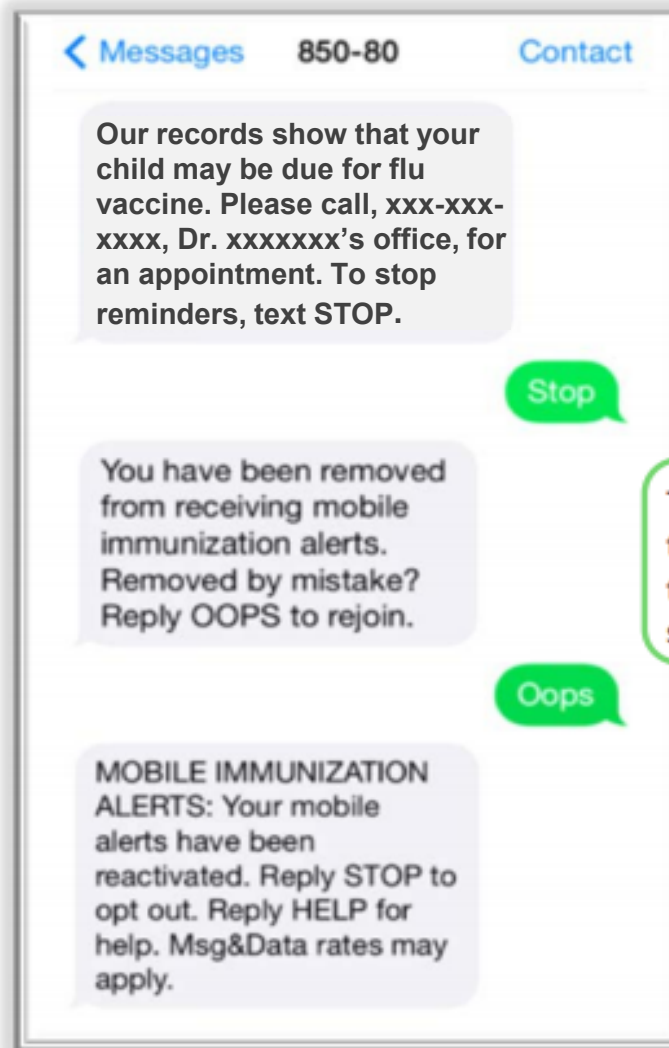 Messages 850-80 Contact
Our records show that your
child may be due for flu
vaccine. Please call, xxx-xxx-
xxxx, Dr. xxxxxxx’s office, for
an appointment. To stop
reminders, text STOP.
Stop
You have been removed
from receiving mobile
immunization alerts.
Removed by mistake?
Reply OOPS to rejoin.
Oops
MOBILE IMMUNIZATION
ALERTS: Your mobile
alerts have been
reactivated. Reply STOP to
opt out. Reply HELP for
help. Msg&Data rates may
apply.